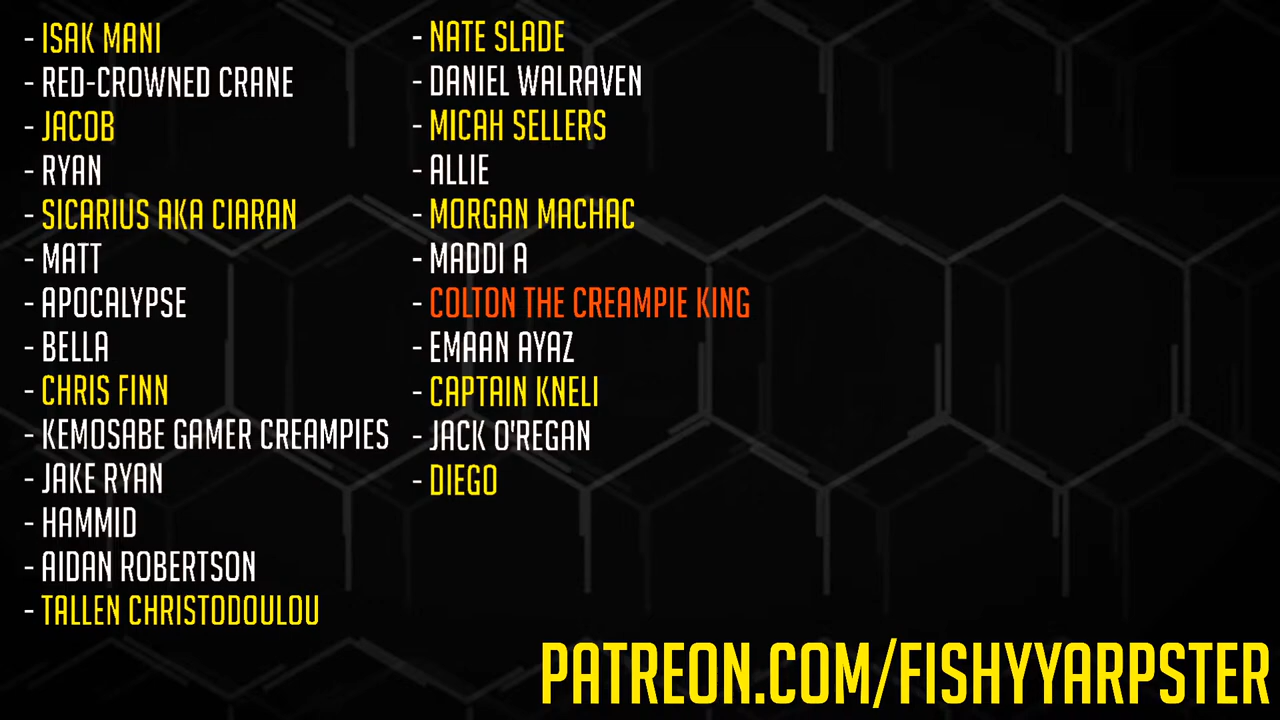 - ISAK MANI
- RED-CROWNED CRANE
- JACOB
- RYAN
- SICARIUS AKA CIARAN
- MATT
- APOCALYPSE
- BELLA
- CHRIS FINN
- KEMOSABE GAMER CREAMPIES
- JAKE RYAN
- HAMMID
- AIDAN ROBERTSON
- TALLEN CHRISTODOULOU
- NATE SLADE
- DANIEL WALRAVEN
- MICAH SELLERS
- ALLIE
- MORGAN MACHAC
- MADDI A
- COLTON THE CREAMPIE KING
- EMAAN AYAZ
- CAPTAIN KNELI
- JACK O'REGAN
- DIEGO
PATREON.COM/FISHYYARPSTER